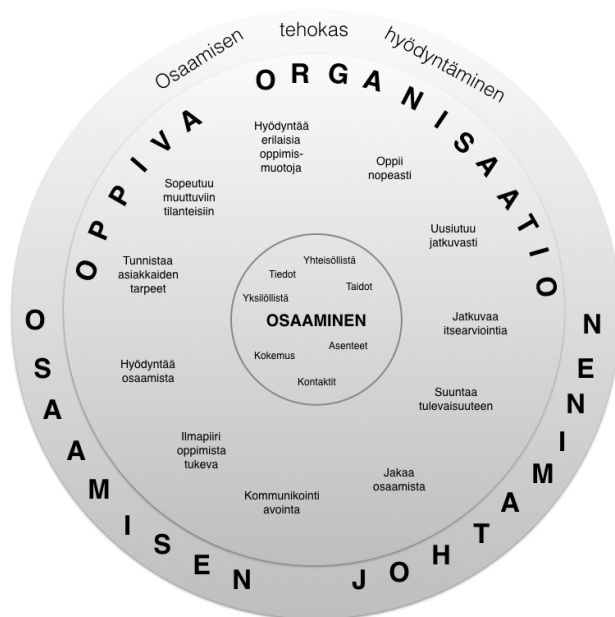 Osaamisen tehokas hyödyntäminen
OPPIVA ORGANISAATIO
Hyödyntää
erilaisia
oppimis-
muotoja
Oppii
nopeasti
Sopeutuu
muuttuviin
tilanteisiin
Uusiutuu
jatkuvasti
Tunnistaa
asiakkaiden
tarpeet
Yhteisöllistä
Tiedot
Taidot
Yksilöllistä
OSAAMINEN
Asenteet
Kokemus
Kontaktit
Jatkuvaa
itsearviointia
Hyödyntää
osaamista
Suuntaa
tulevaisuuteen
Ilmapiiri
oppimista
tukeva
Jakaa
osaamista
Kommunikointi
avointa
OSAAMISEN JOHTAMINEN